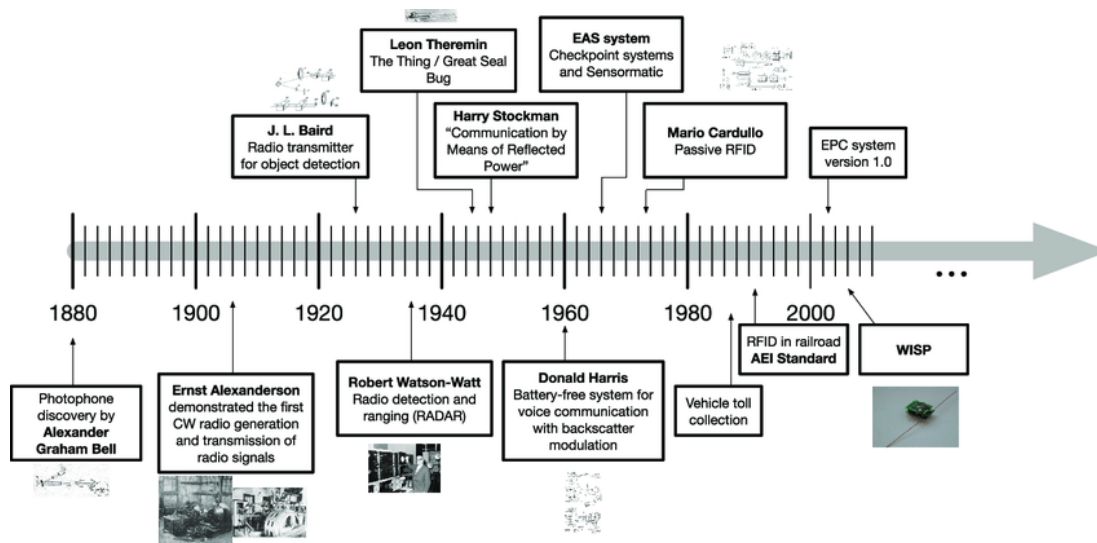 Leon Theremin
The Thing / Great Seal
Bug
EAS system
Checkpoint systems
and Sensormatic
J. L. Baird
Radio transmitter
for object detection
Harry Stockman
“Communication by
Means of Reflected
Power”
Mario Cardullo
Passive RFID
EPC system
version 1.0
1880
1900
1920
1940
1960
1980
2000
...
Photophone
discovery by
Alexander
Graham Bell
Ernst Alexanderson
demonstrated the first
CW radio generation
and transmission of
radio signals
Robert Watson-Watt
Radio detection and
ranging (RADAR)
Donald Harris
Battery-free system for
voice communication
with backscatter
modulation
Vehicle toll
collection
RFID in railroad
AEI Standard
WISP